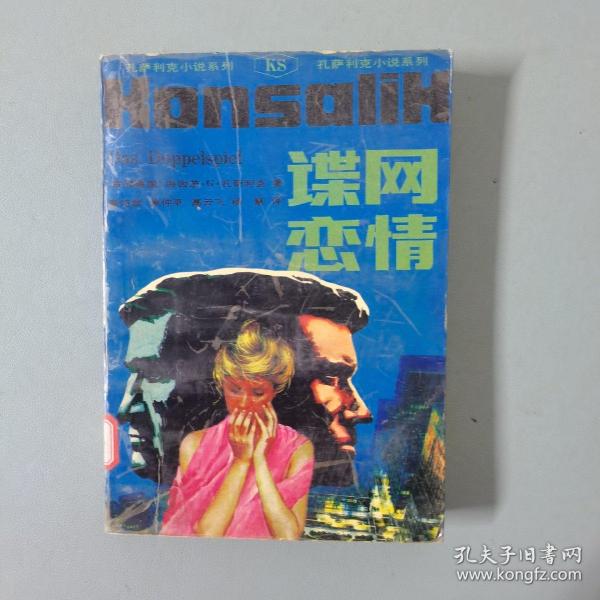 孔萨利克小说系列
KS
孔萨利克小说系列
Konsalik
Das Doppelspiel
谍网
恋情
孔夫子旧书网
www.kongfz.com